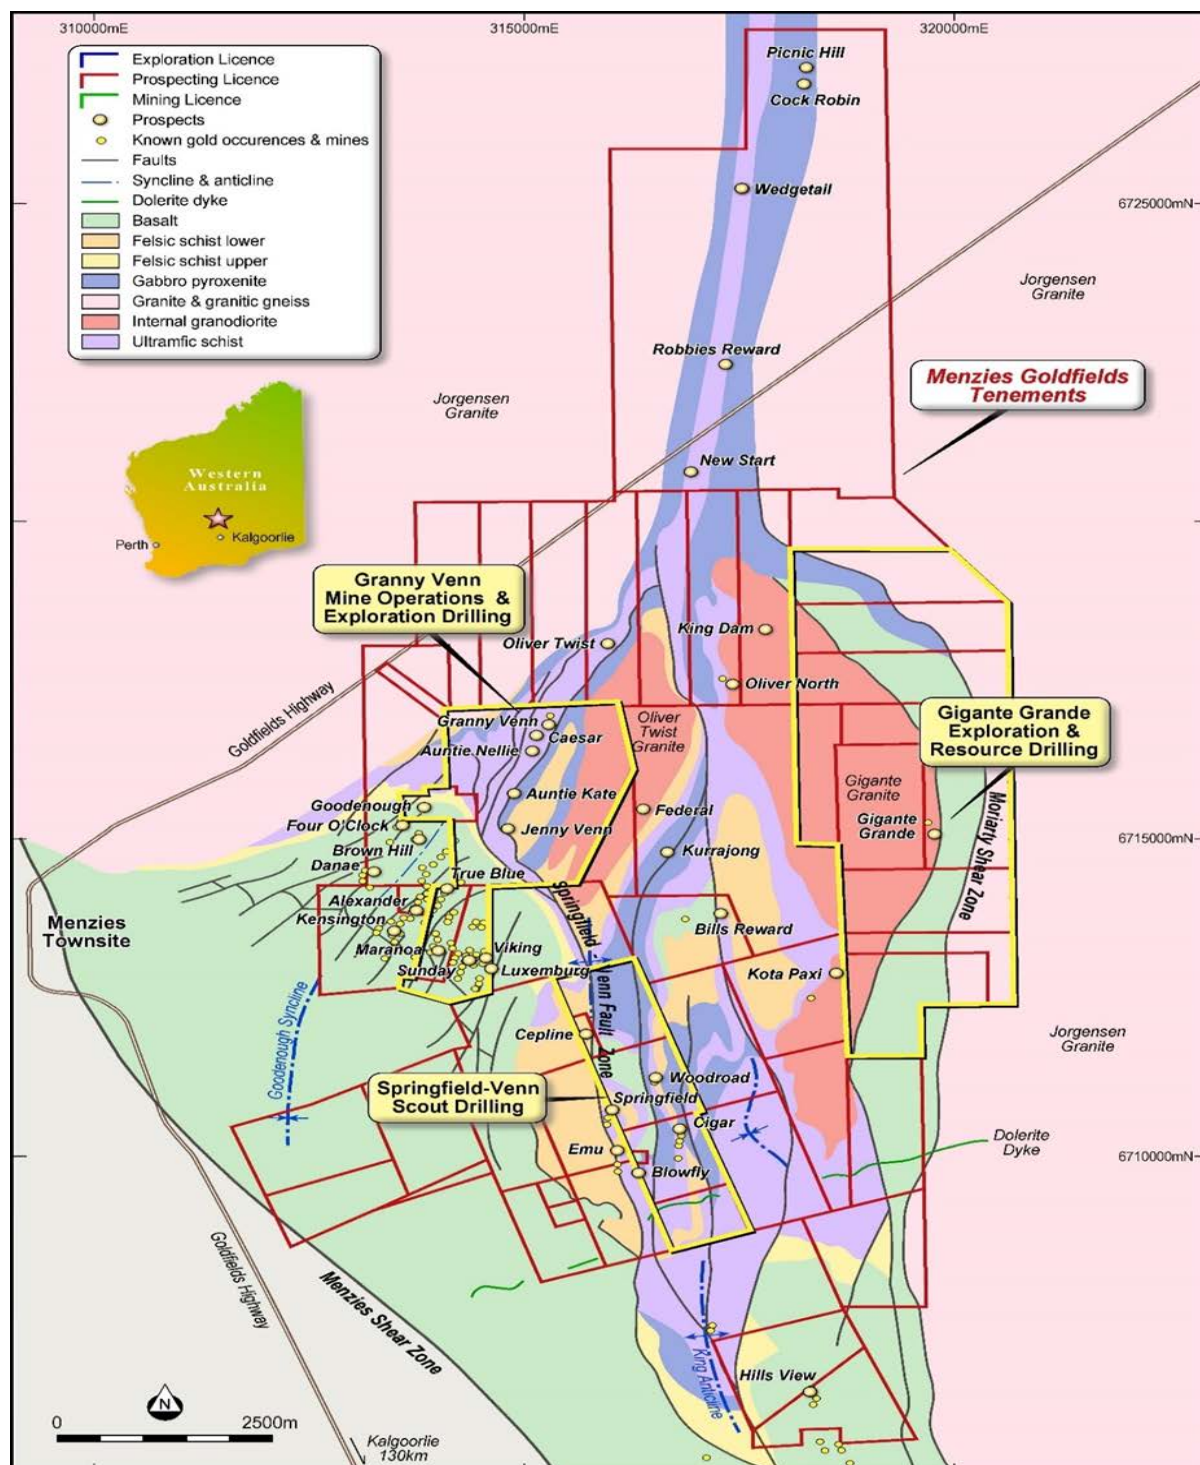 310000mE
315000mE
320000mE
Exploration Licence
Prospecting Licence
Mining Licence
Prospects
Known gold occurences & mines
Faults
Syncline & anticline
Dolerite dyke
Basalt
Felsic schist lower
Felsic schist upper
Gabbro pyroxenite
Granite & granitic gneiss
Internal granodiorite
Ultramfic schist
Picnic Hill
Cock Robin
Wedgetail
6725000mN
Jorgensen
Granite
Robbies Reward
Menzies Goldfields
Tenements
Jorgensen
Granite
New Start
Western
Australia
Perth
Kalgoorlie
Granny Venn
Mine Operations &
Exploration Drilling
Oliver Twist
King Dam
Oliver North
Goldfields Highway
Granny Venn
Caesar
Auntie Nellie
Oliver
Twist
Granite
Gigante Grande
Exploration &
Resource Drilling
Gigante
Granite
Auntie Kate
Goodenough
Federal
Gigante
Grande
Four O'Clock
Jenny Venn
6715000mN
Brown Hill
Kurrajong
Moriarty Shear Zone
Danae
True Blue
Alexander
Kensington
Menzies
Townsite
Springfield - Venn Fault Zone
Bills Reward
Maranoa
Viking
Sunday
Luxemburg
Kota Paxi
Goodenough Syncline
Cepline
Jorgensen
Granite
Springfield-Venn
Scout Drilling
Woodroad
Springfield
Cigar
Emu
Blowfly
Dolerite
Dyke
6710000mN
Goldfields Highway
Menzies Shear Zone
Ring Anticline
Hills View
N
0
2500m
Kalgoorlie
130km